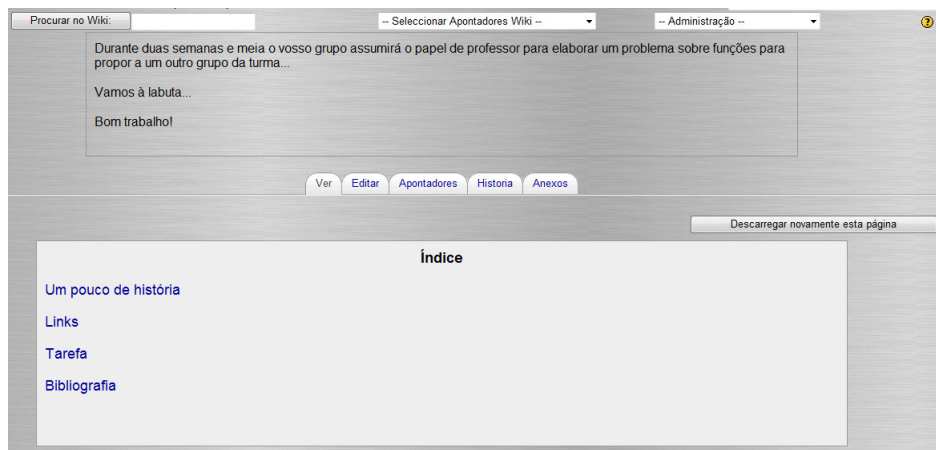 Procurar no Wiki: -- Seleccionar Apontadores Wiki -- -- Administração -- ?
Durante duas semanas e meia o vosso grupo assumirá o papel de professor para elaborar um problema sobre funções para
propor a um outro grupo da turma...
Vamos à labuta...
Bom trabalho!
Ver Editar Apontadores Historia Anexos
Descarregar novamente esta página
Índice
Um pouco de história
Links
Tarefa
Bibliografia